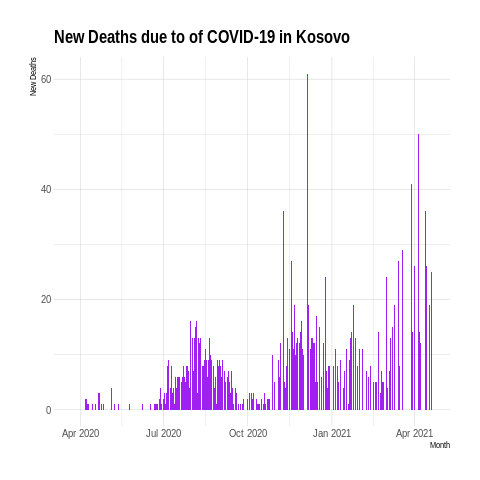 New Deaths due to of COVID-19 in Kosovo
New Deaths
60
40
20
0
Apr 2020 Jul 2020 Oct 2020 Jan 2021 Apr 2021
Month